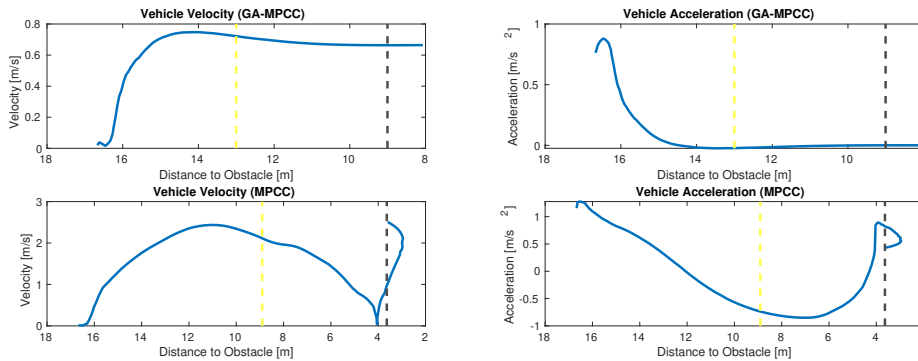 Vehicle Velocity (GA-MPCC)
Velocity [m/s]
0.8
0.6
0.4
0.2
0
18 16 14 12 10 8
Distance to Obstacle [m]
Vehicle Acceleration (GA-MPCC)
Acceleration [m/s 2]
1
0.5
0
18 16 14 12 10
Distance to Obstacle [m]
Vehicle Velocity (MPCC)
Velocity [m/s]
3
2
1
0
18 16 14 12 10 8 6 4 2
Distance to Obstacle [m]
Vehicle Acceleration (MPCC)
Acceleration [m/s 2]
1
0.5
0
-0.5
-1
18 16 14 12 10 8 6 4
Distance to Obstacle [m]